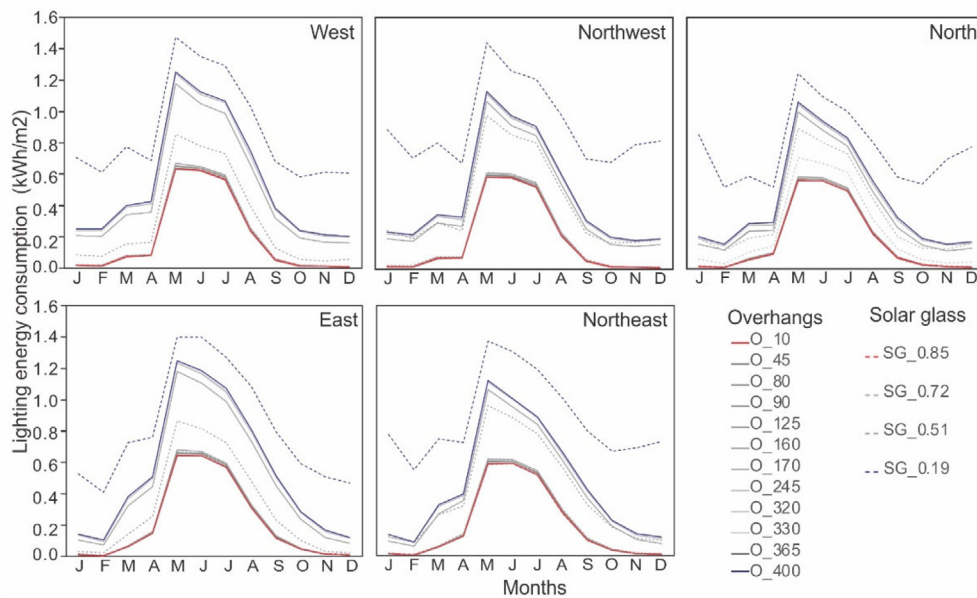 Lighting energy consumption (kWh/m2)
1.6
1.4
1.2
1.0
0.8
0.6
0.4
0.2
0.0
West
J F M A M J J A S O N D
Northwest
J F M A M J J A S O N D
North
J F M A M J J A S O N D
1.6
1.4
1.2
1.0
0.8
0.6
0.4
0.2
0.0
East
J F M A M J J A S O N D
Northeast
J F M A M J J A S O N D
Months
Overhangs
O_10
O_45
O_80
O_90
O_125
O_160
O_170
O_245
O_320
O_330
O_365
O_400
Solar glass
SG_0.85
SG_0.72
SG_0.51
SG_0.19